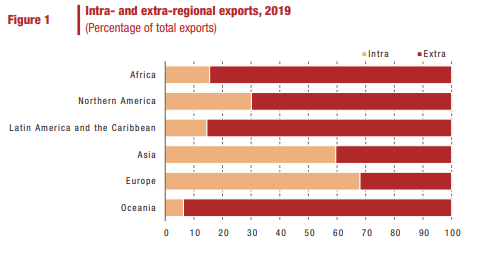 Figure 1
Intra- and extra-regional exports, 2019
(Percentage of total exports)
Intra Extra
Africa
Northern America
Latin America and the Caribbean
Asia
Europe
Oceania
0 10 20 30 40 50 60 70 80 90 100